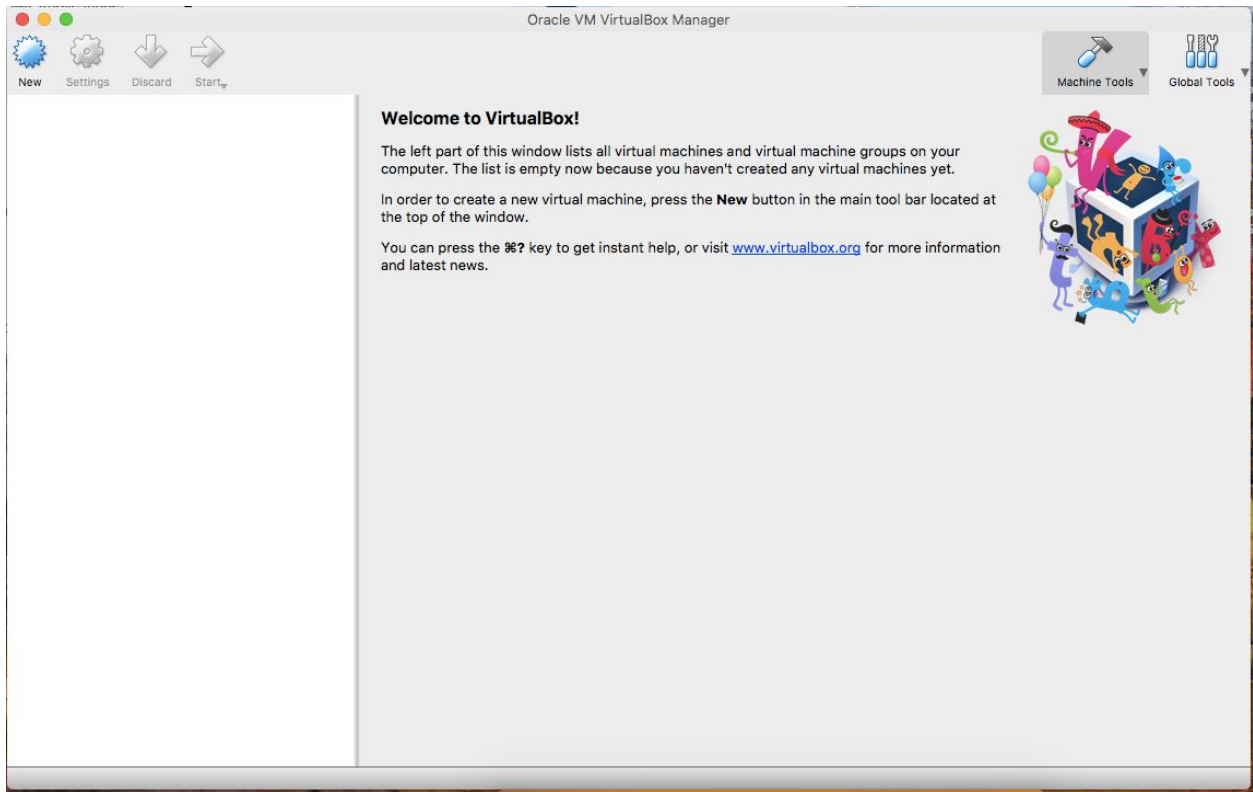 Oracle VM VirtualBox Manager
New Settings Discard Start
Machine Tools Global Tools
Welcome to VirtualBox!
The left part of this window lists all virtual machines and virtual machine groups on your
computer. The list is empty now because you haven't created any virtual machines yet.
In order to create a new virtual machine, press the New button in the main tool bar located at
the top of the window.
You can press the ⌘? key to get instant help, or visit www.virtualbox.org for more information
and latest news.